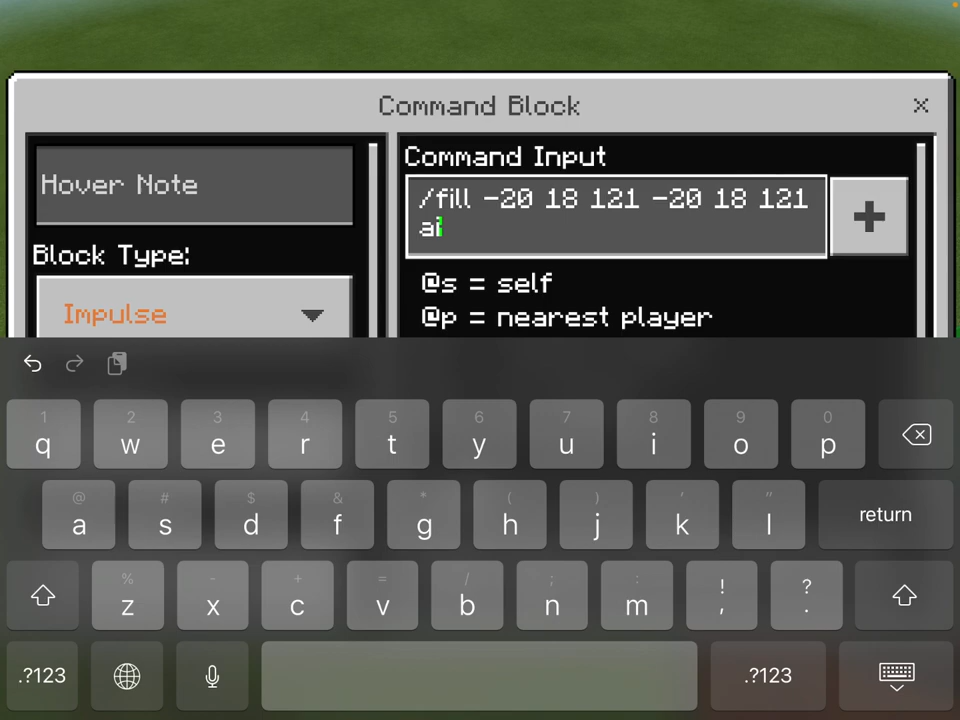 Command Block
Hover Note
Block Type:
Impulse
Command Input
/fill -20 18 121 -20 18 121
ai
@s = self
@p = nearest player
1 2 3 4 5 6 7 8 9 0
q w e r t y u i o p
@ # $ & * ( ) ' "
a s d f g h j k l return
% - + = / ; : ! ?
z x c v b n m , .
.?123 .?123